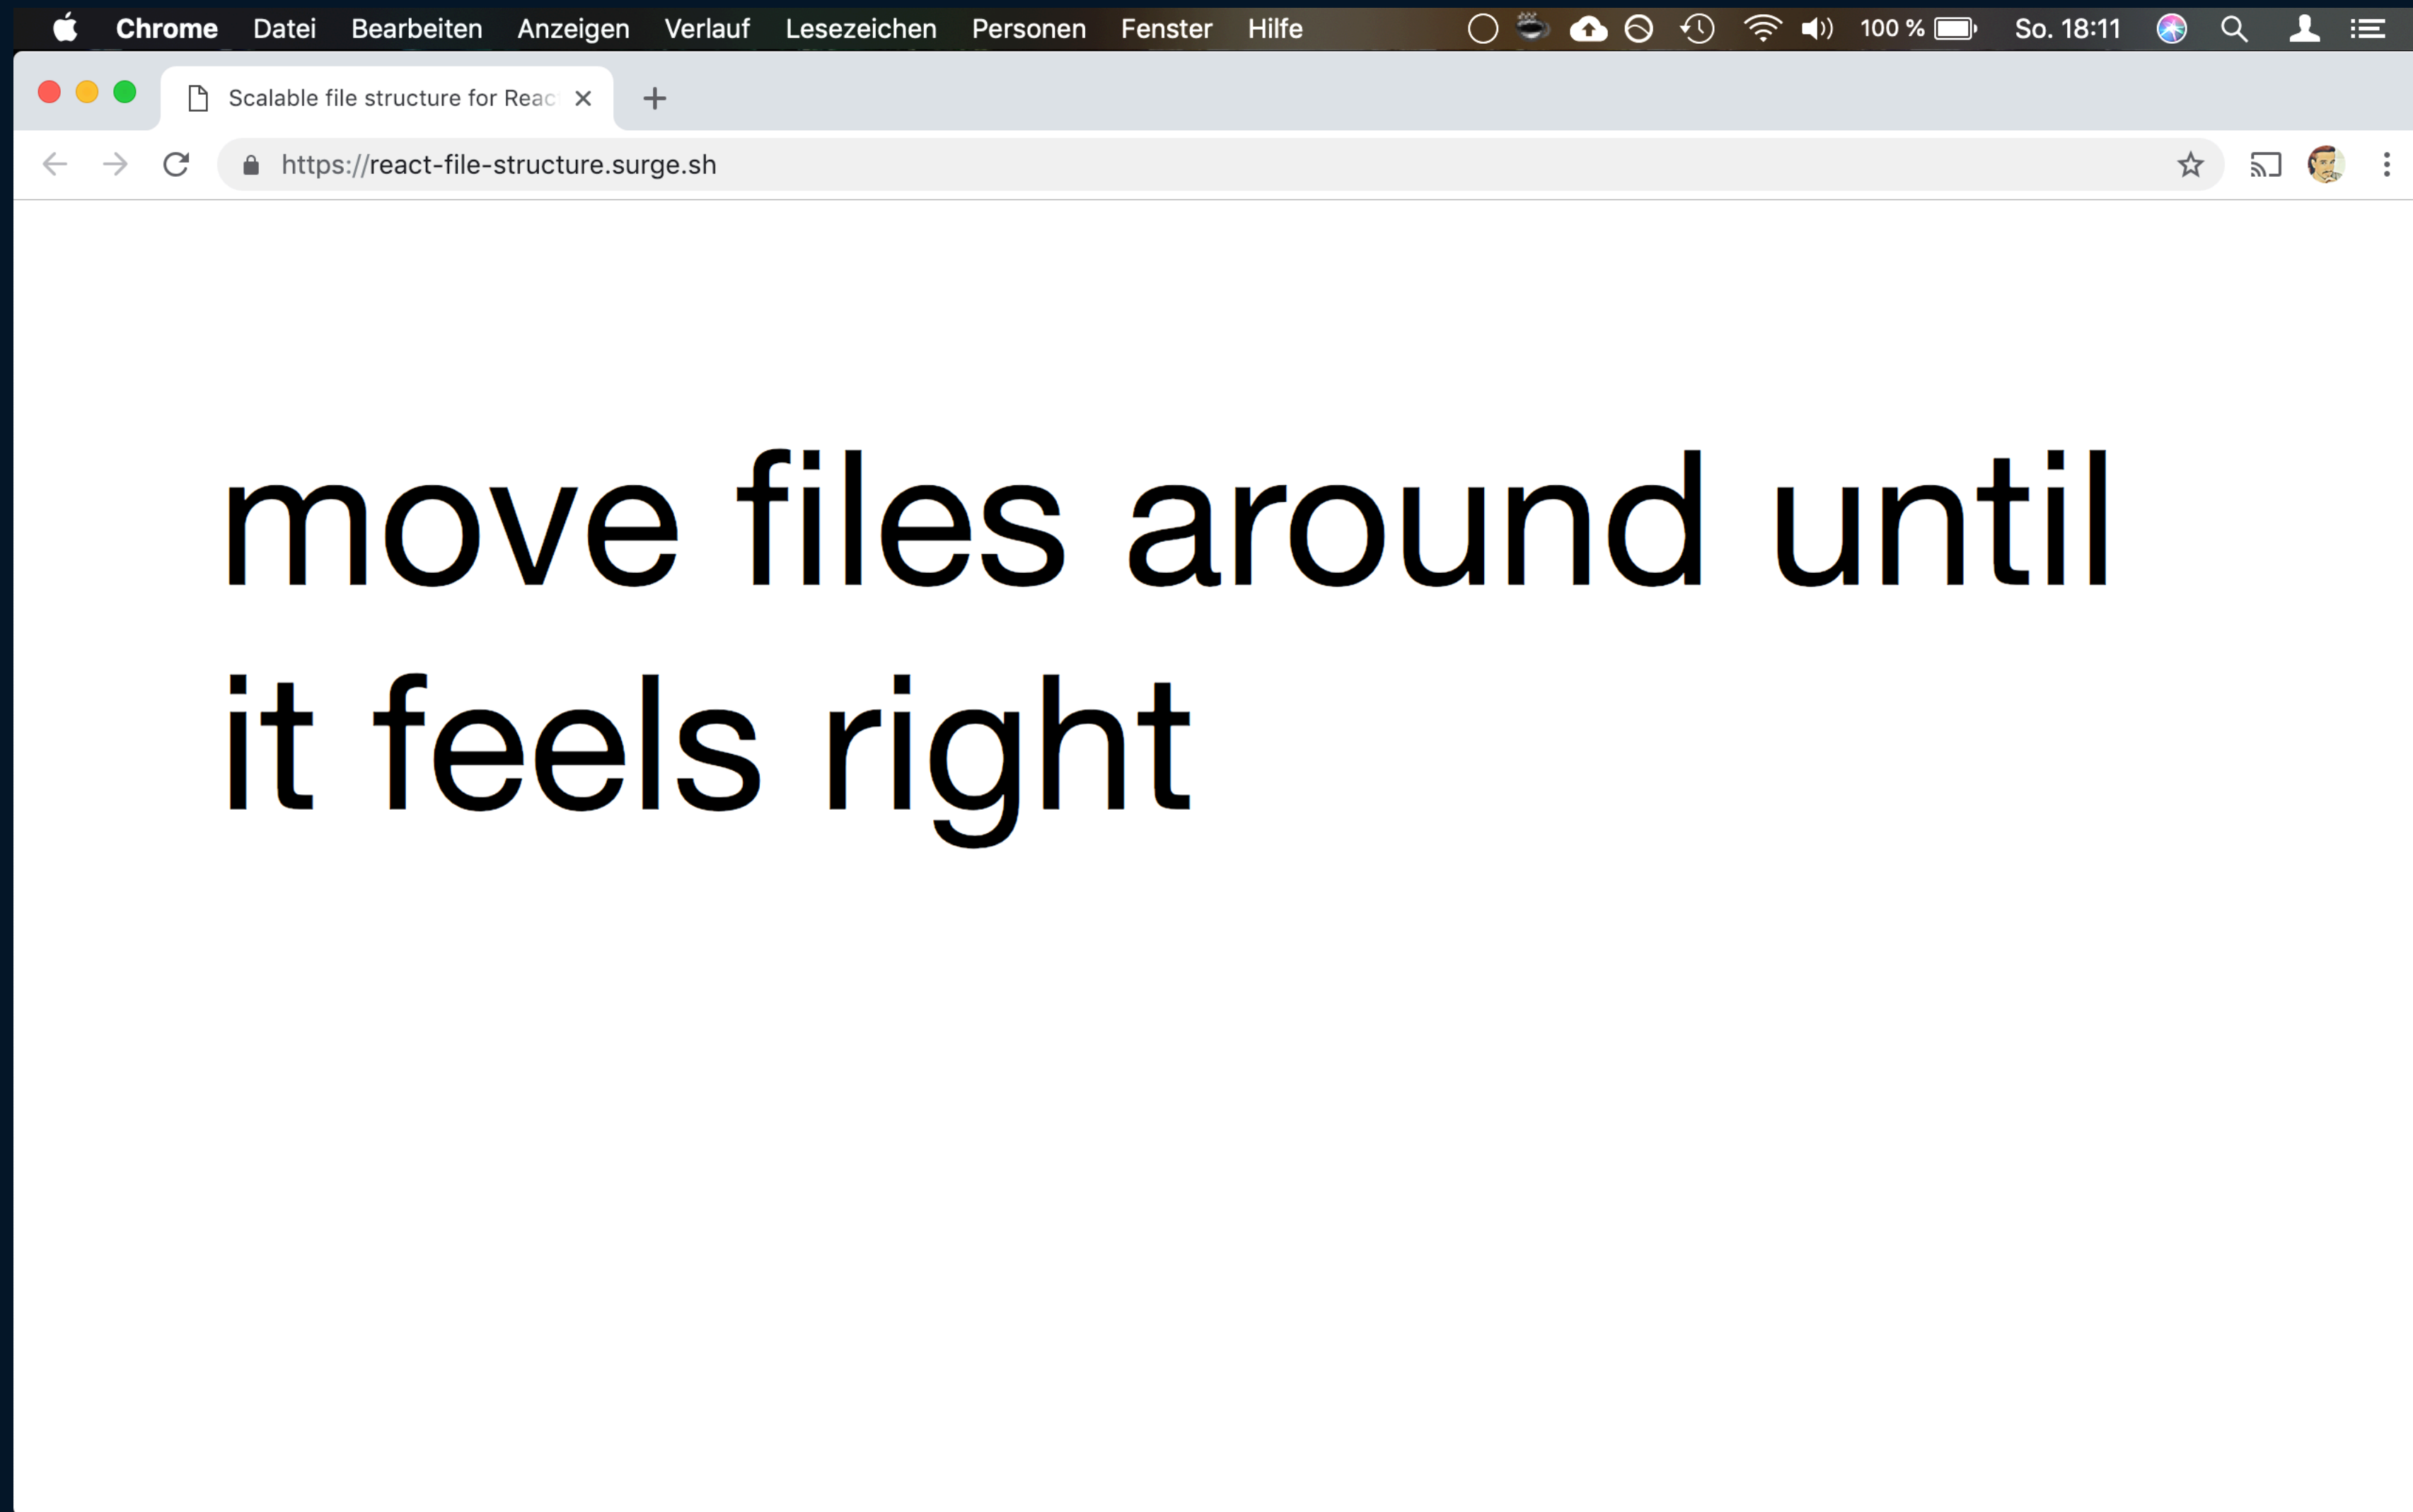 Chrome Datei Bearbeiten Anzeigen Verlauf Lesezeichen Personen Fenster Hilfe 100 % So. 18:11
Scalable file structure for Reac
https://react-file-structure.surge.sh
move files around until
it feels right